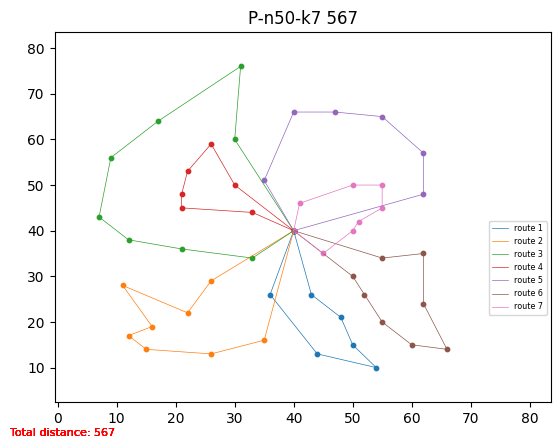 P-n50-k7 567
80
70
60
50
40
30
20
10
0 10 20 30 40 50 60 70 80
route 1
route 2
route 3
route 4
route 5
route 6
route 7
Total distance: 567